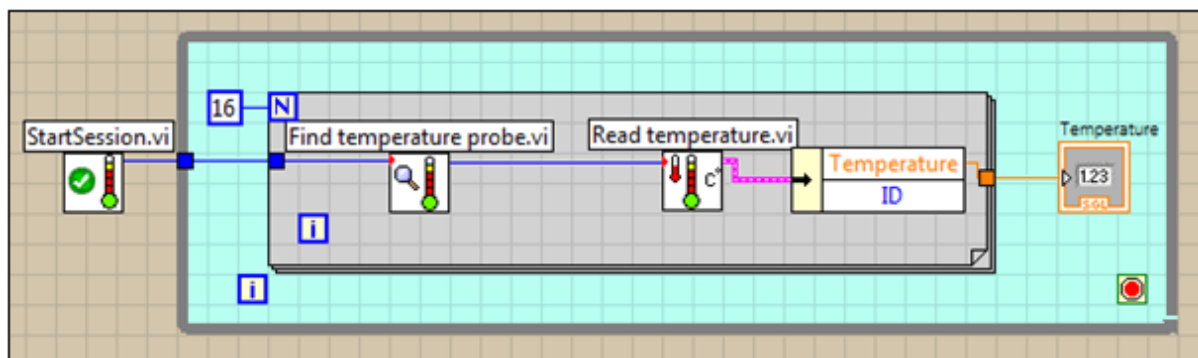 16
N
StartSession.vi
Find temperature probe.vi
Read temperature.vi
Temperature
Temperature
ID
1.23
SGL
C°
i
i